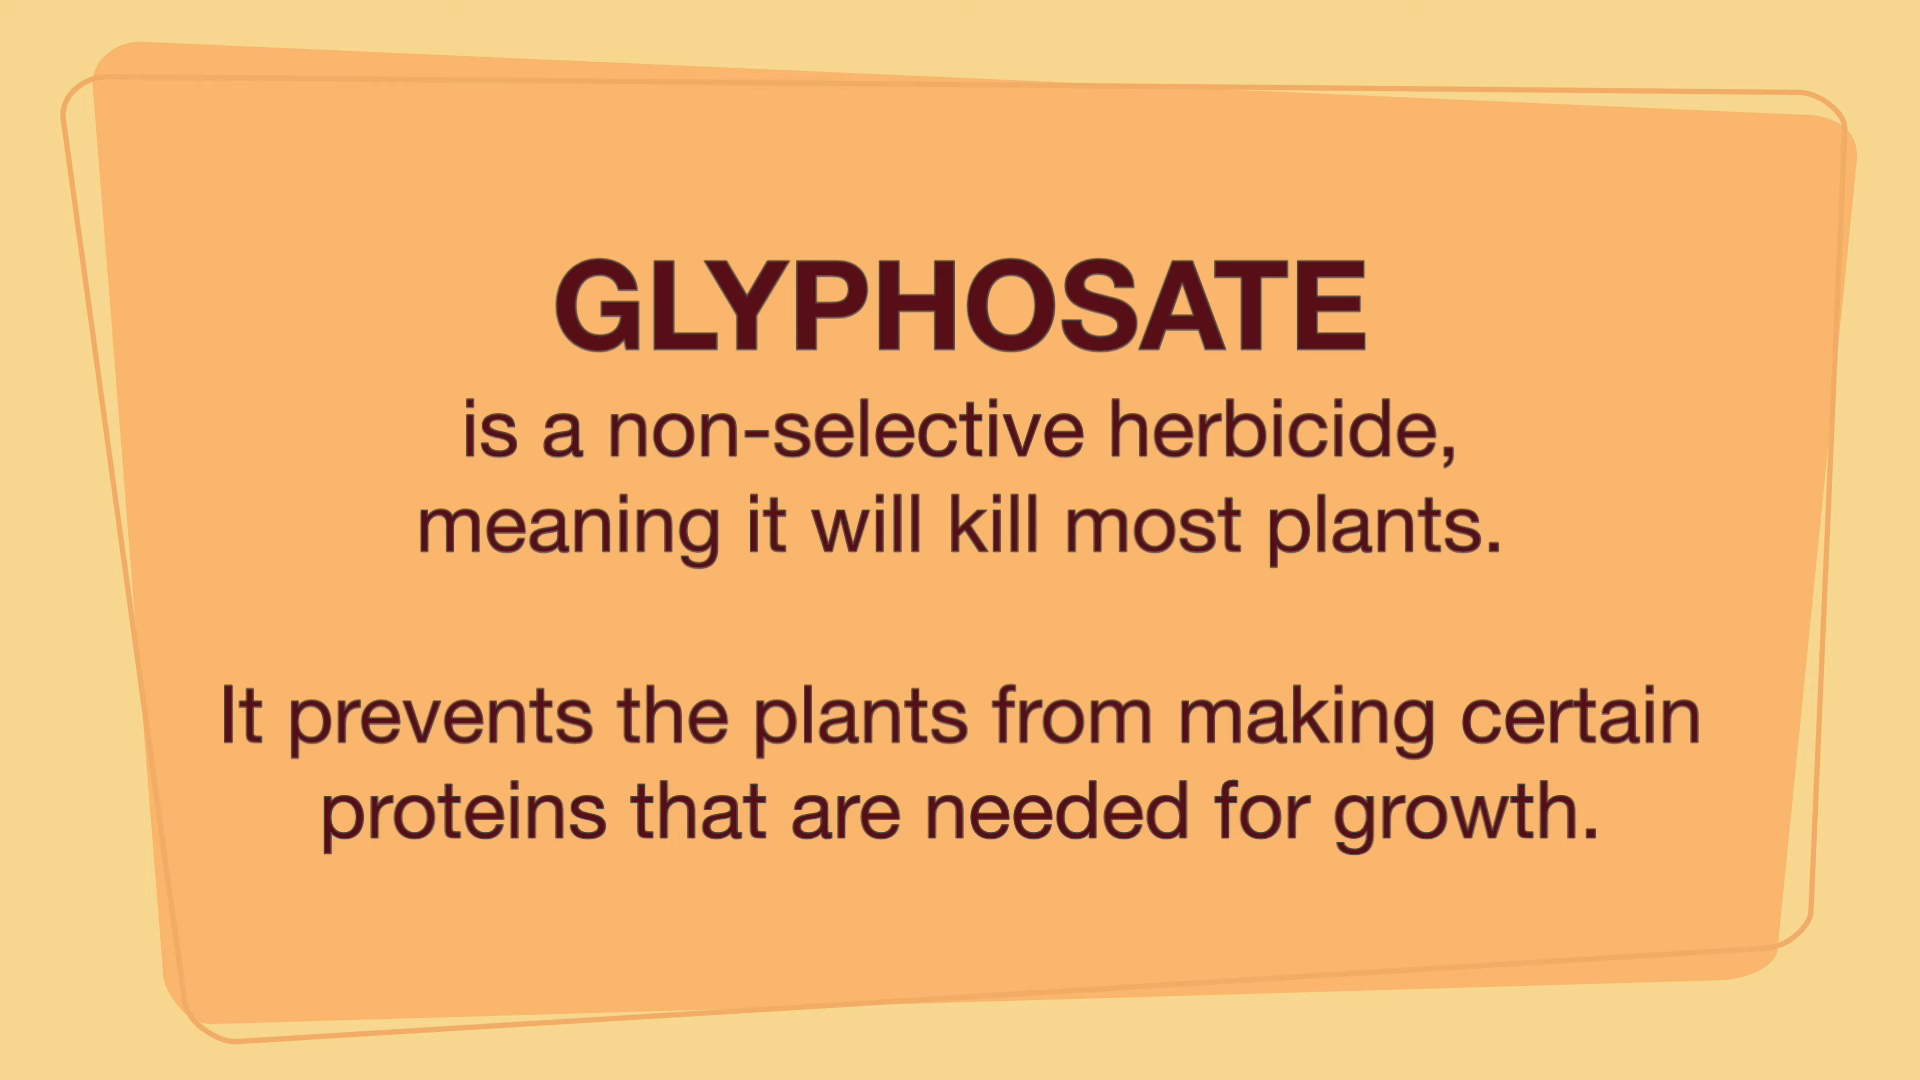 GLYPHOSATE
is a non-selective herbicide,
meaning it will kill most plants.
It prevents the plants from making certain
proteins that are needed for growth.